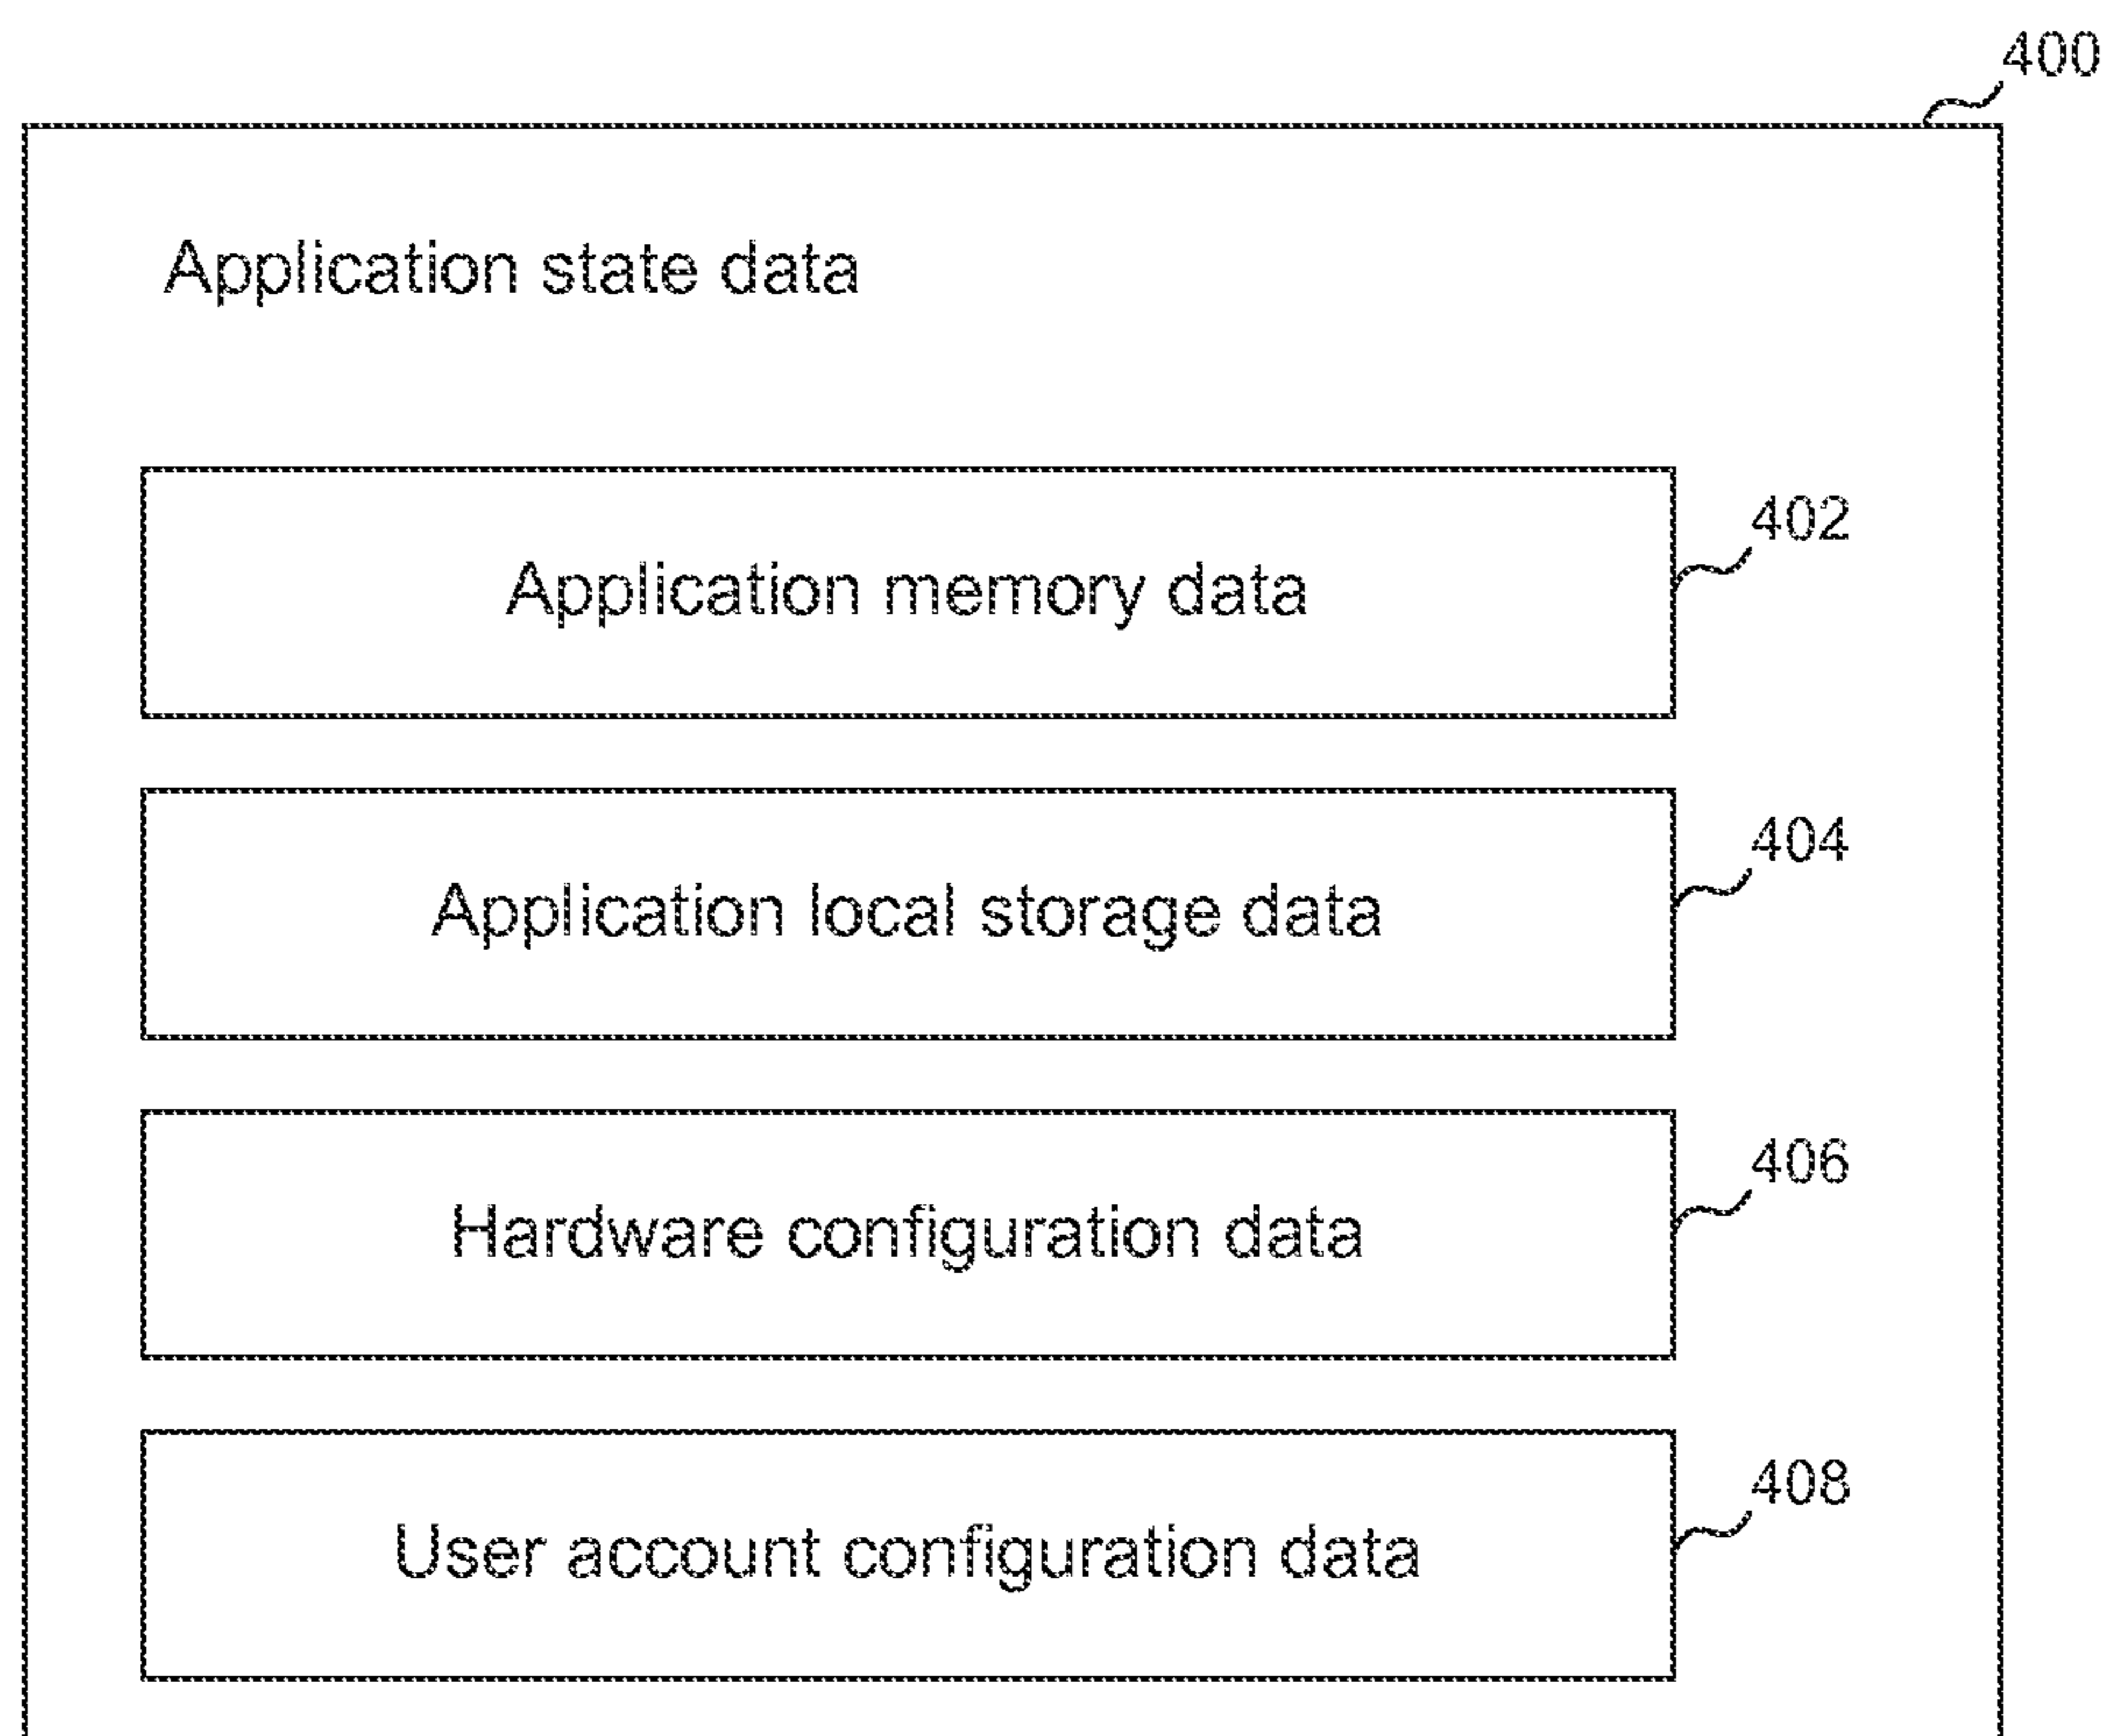 400
Application state data
402
Application memory data
404
Application local storage data
406
Hardware configuration data
408
User account configuration data